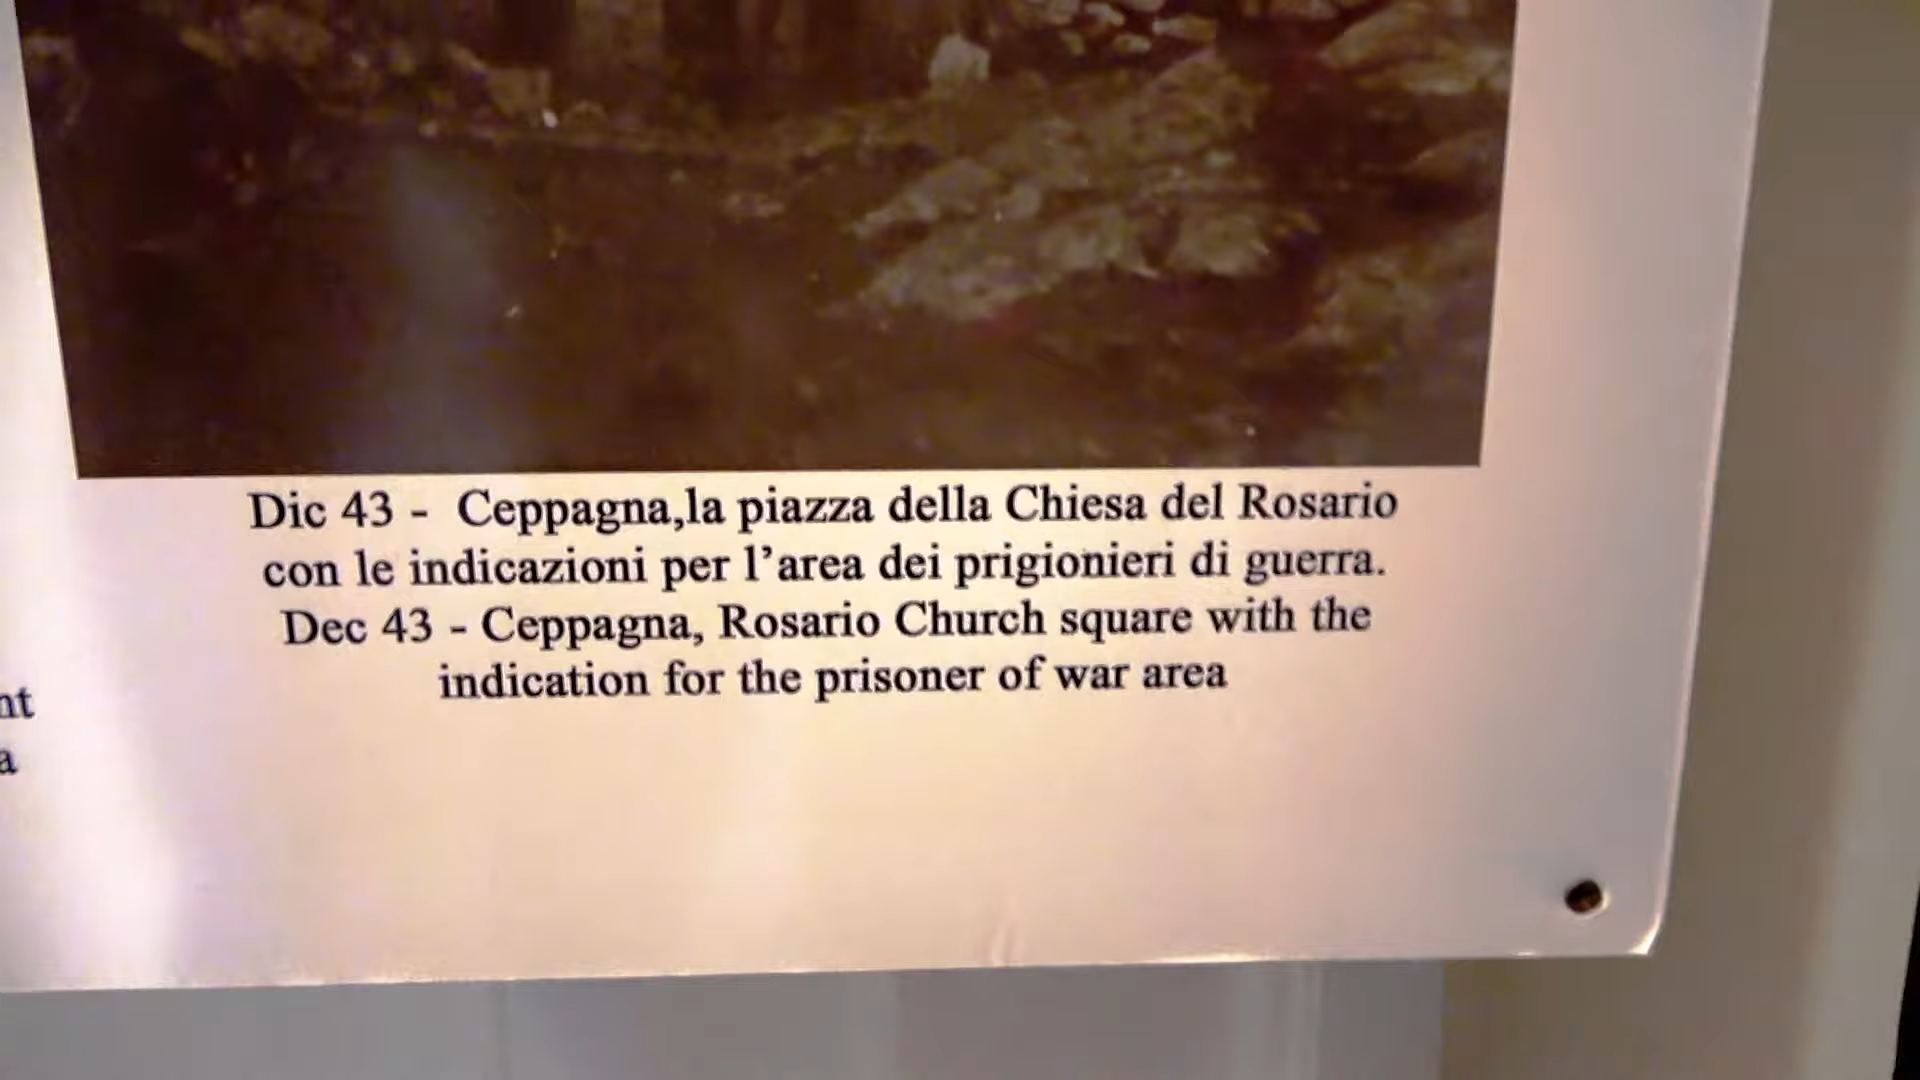 Dic 43 - Ceppagna,la piazza della Chiesa del Rosario
con le indicazioni per l'area dei prigionieri di guerra.
Dec 43 - Ceppagna, Rosario Church square with the
indication for the prisoner of war area
nt
a